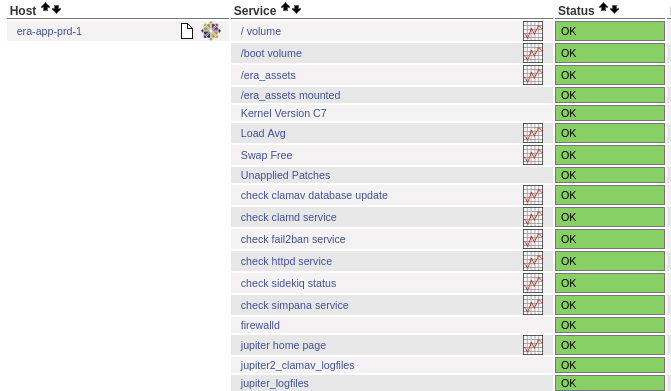 Host Service Status
era-app-prd-1 / volume OK
/boot volume OK
/era_assets OK
/era_assets mounted OK
Kernel Version C7 OK
Load Avg OK
Swap Free OK
Unapplied Patches OK
check clamav database update OK
check clamd service OK
check fail2ban service OK
check httpd service OK
check sidekiq status OK
check simpana service OK
firewalld OK
jupiter home page OK
jupiter2_clamav_logfiles OK
jupiter_logfiles OK